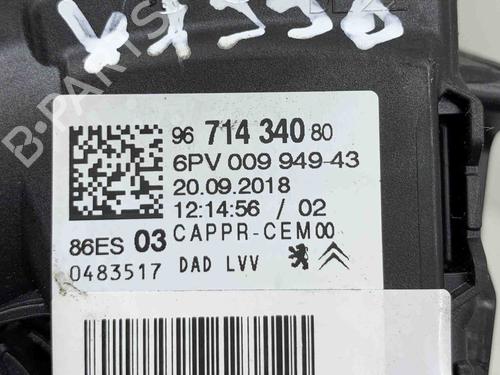 96 714 340 80
6PV 009 949-43
20.09.2018
12:14:56 / 02
86ES 03 CAPPR-CEM00
0483517 DAD LVV
B-PARTS